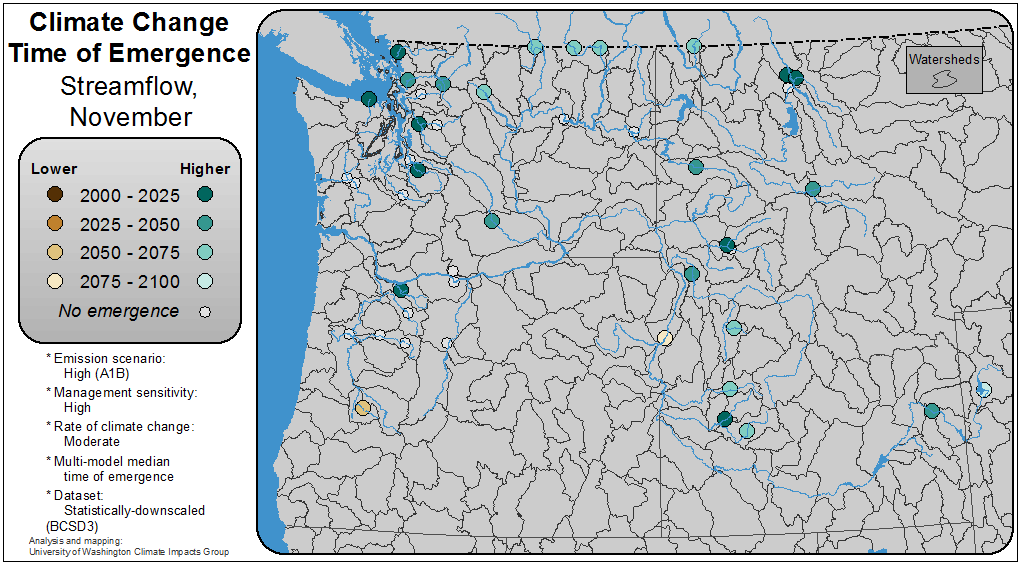 Climate Change
Time of Emergence
Streamflow,
November
Lower Higher
2000 - 2025
2025 - 2050
2050 - 2075
2075 - 2100
No emergence
* Emission scenario:
High (A1B)
* Management sensitivity:
High
* Rate of climate change:
Moderate
* Multi-model median
time of emergence
* Dataset:
Statistically-downscaled
(BCSD3)
Analysis and mapping:
University of Washington Climate Impacts Group
Watersheds